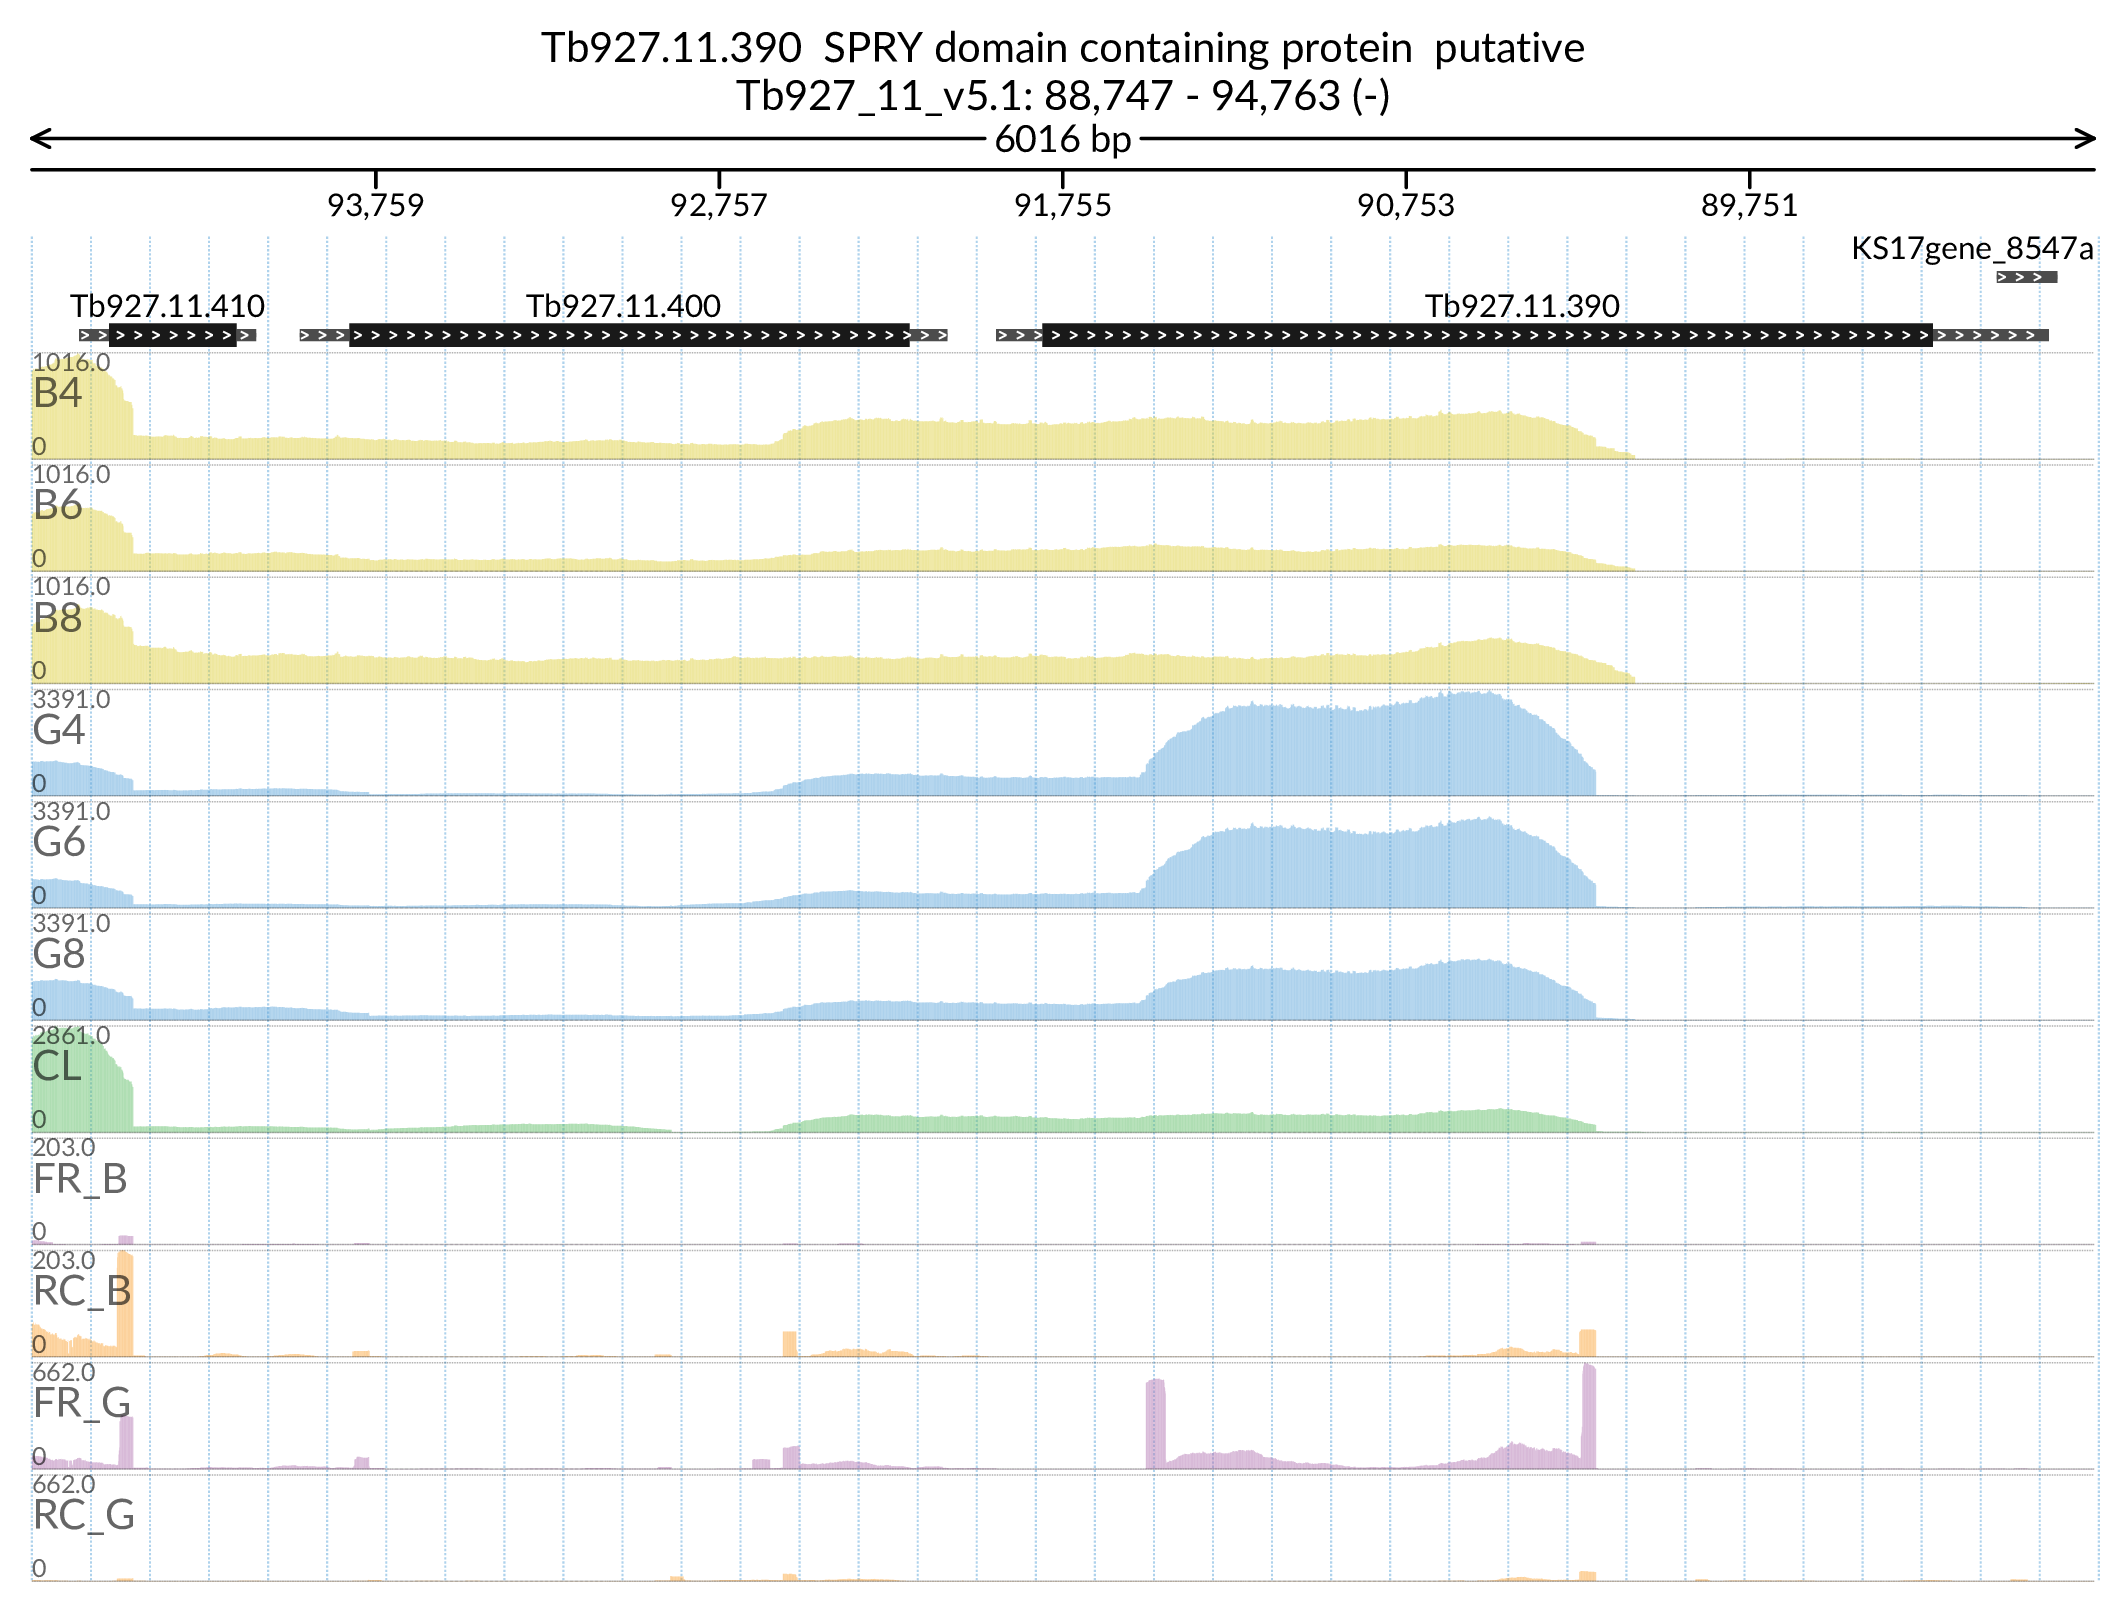 Tb927.11.390  SPRY domain containing protein  putative
Tb927_11_v5.1: 88,747 - 94,763 (-)
6016 bp
93,759 92,757 91,755 90,753 89,751
KS17gene_8547a
Tb927.11.410 Tb927.11.400 Tb927.11.390
1016.0
B4
0
1016.0
B6
0
1016.0
B8
0
3391.0
G4
0
3391.0
G6
0
3391.0
G8
0
2861.0
CL
0
203.0
FR_B
0
203.0
RC_B
0
662.0
FR_G
0
662.0
RC_G
0